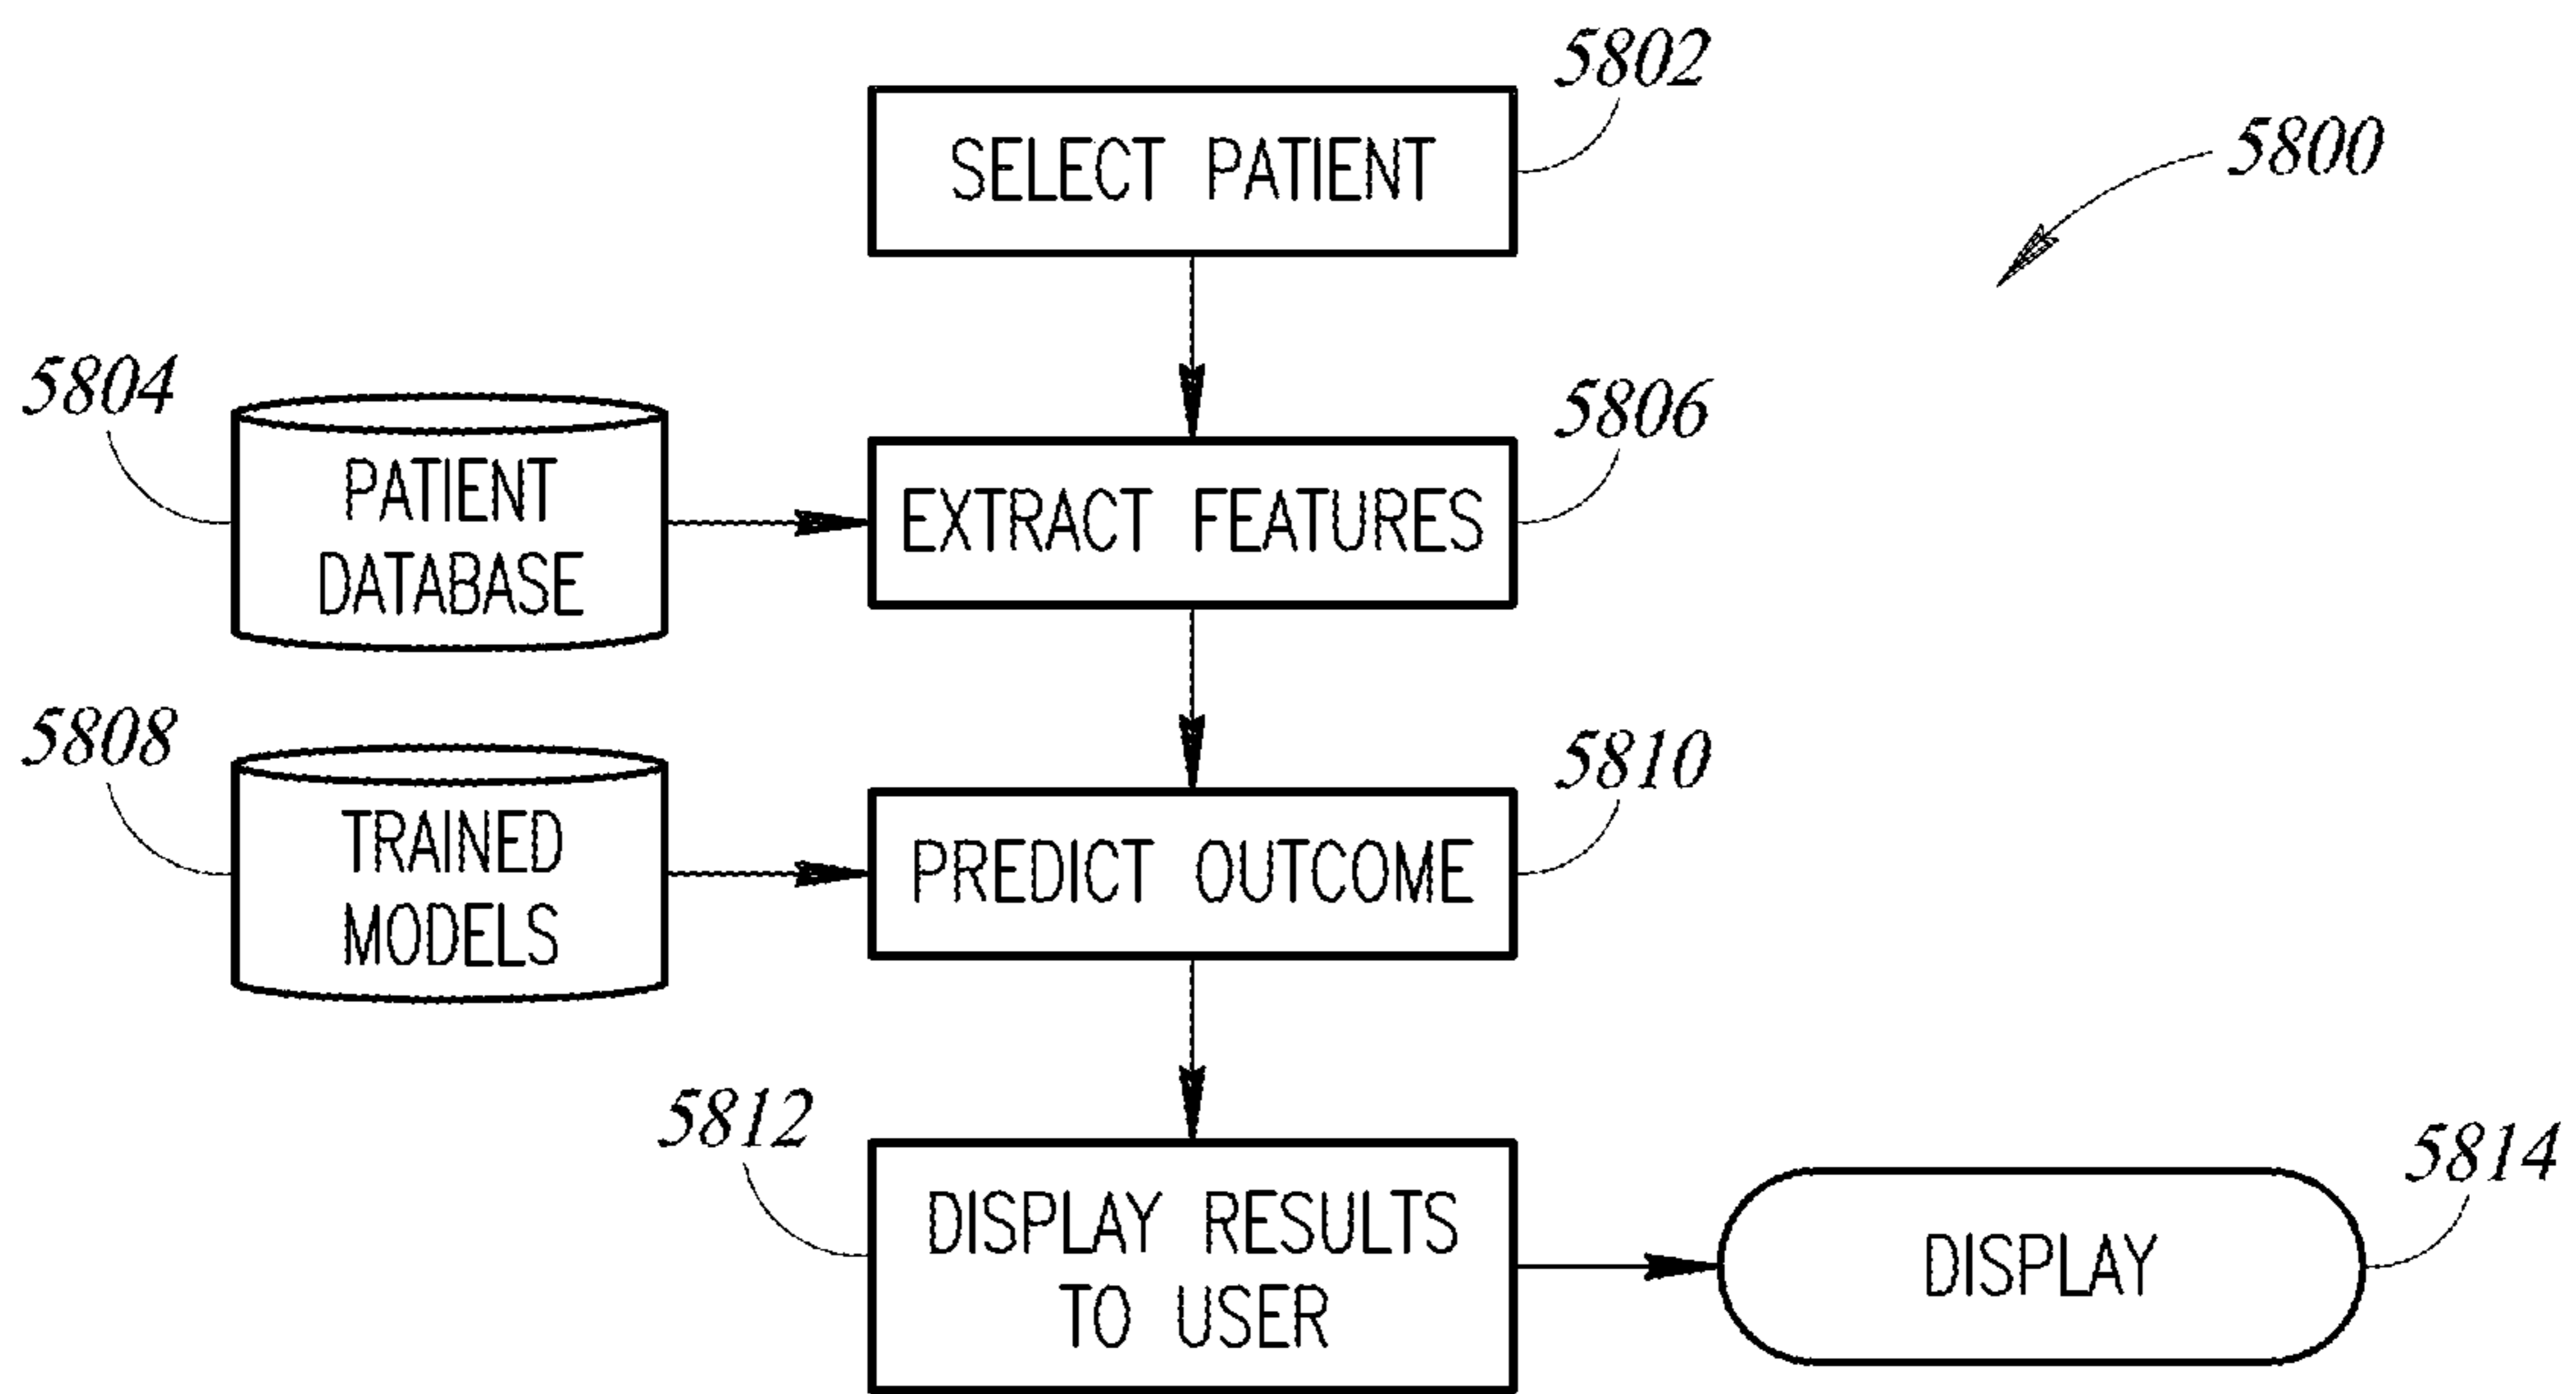 5802
SELECT PATIENT
5800
5804
PATIENT
DATABASE
5806
EXTRACT FEATURES
5808
TRAINED
MODELS
5810
PREDICT OUTCOME
5812
DISPLAY RESULTS
TO USER
5814
DISPLAY